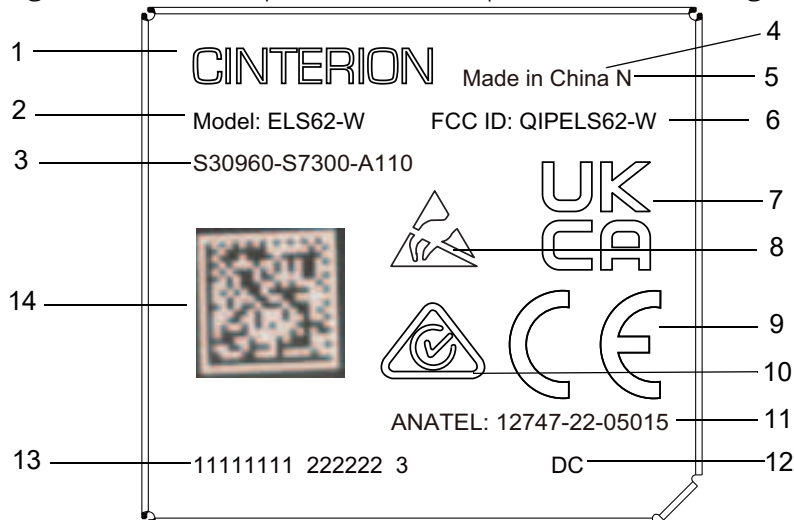 1 CINTERION 4
Made in China N 5
2 Model: ELS62-W FCC ID: QIPELS62-W 6
3 S30960-S7300-A110
UK
CA 7
8
14
CE 9
10
ANATEL: 12747-22-05015 11
13 11111111 222222 3 DC 12